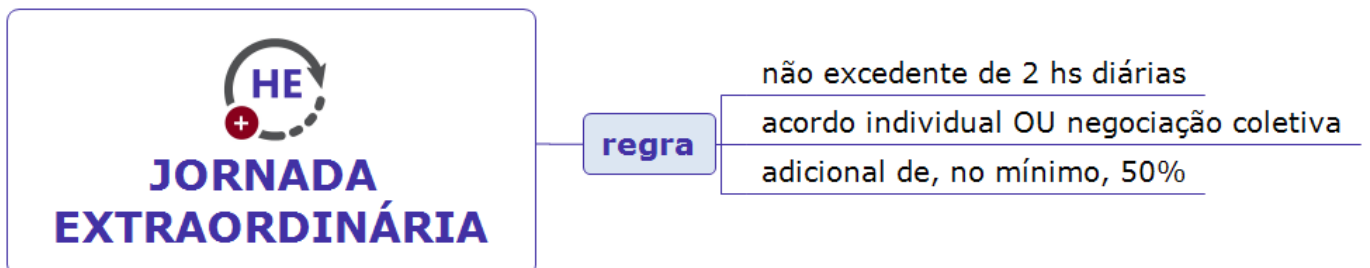 HE
+
JORNADA
EXTRAORDINÁRIA
regra
não excedente de 2 hs diárias
acordo individual OU negociação coletiva
adicional de, no mínimo, 50%